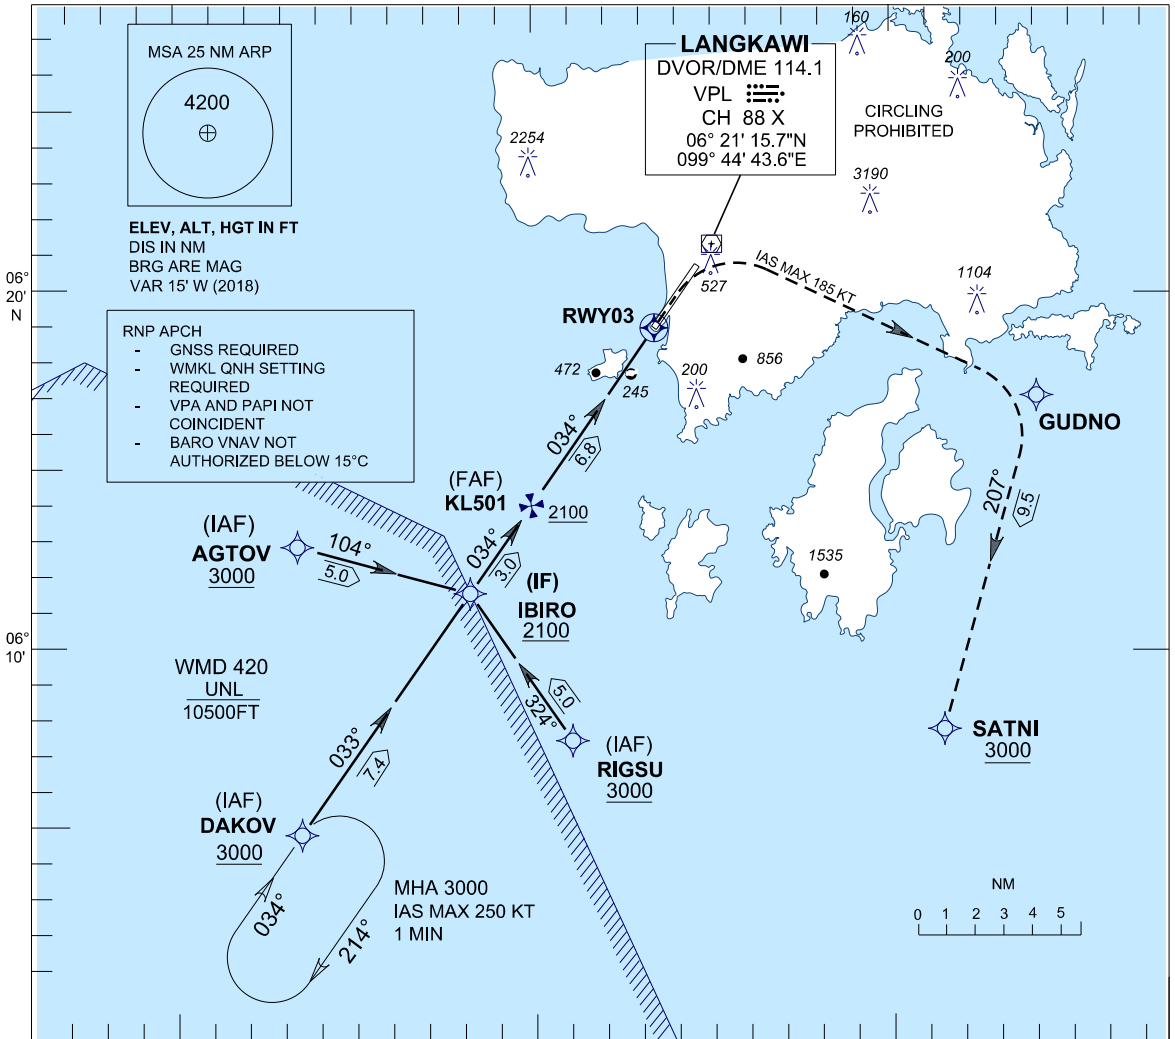 MSA 25 NM ARP
4200
ELEV, ALT, HGT IN FT
DIS IN NM
BRG ARE MAG
VAR 15' W (2018)
RNP APCH
- GNSS REQUIRED
- WMKL QNH SETTING
REQUIRED
- VPA AND PAPI NOT
COINCIDENT
- BARO VNAV NOT
AUTHORIZED BELOW 15°C
LANGKAWI
DVOR/DME 114.1
VPL
CH 88 X
06° 21' 15.7"N
099° 44' 43.6"E
160
200
CIRCLING
PROHIBITED
2254
3190
1104
527
IAS MAX 185 KT
06°
20'
N
RWY03
472
245
200
856
GUDNO
034°
6.8
(FAF)
KL501
2100
207°
9.5
(IAF)
AGTOV
3000
104°
5.0
034°
3.0
(IF)
IBIRO
2100
1535
06°
10'
WMD 420
UNL
10500FT
5.0
324°
(IAF)
RIGSU
3000
SATNI
3000
033°
7.4
(IAF)
DAKOV
3000
034°
214°
MHA 3000
IAS MAX 250 KT
1 MIN
NM
0 1 2 3 4 5